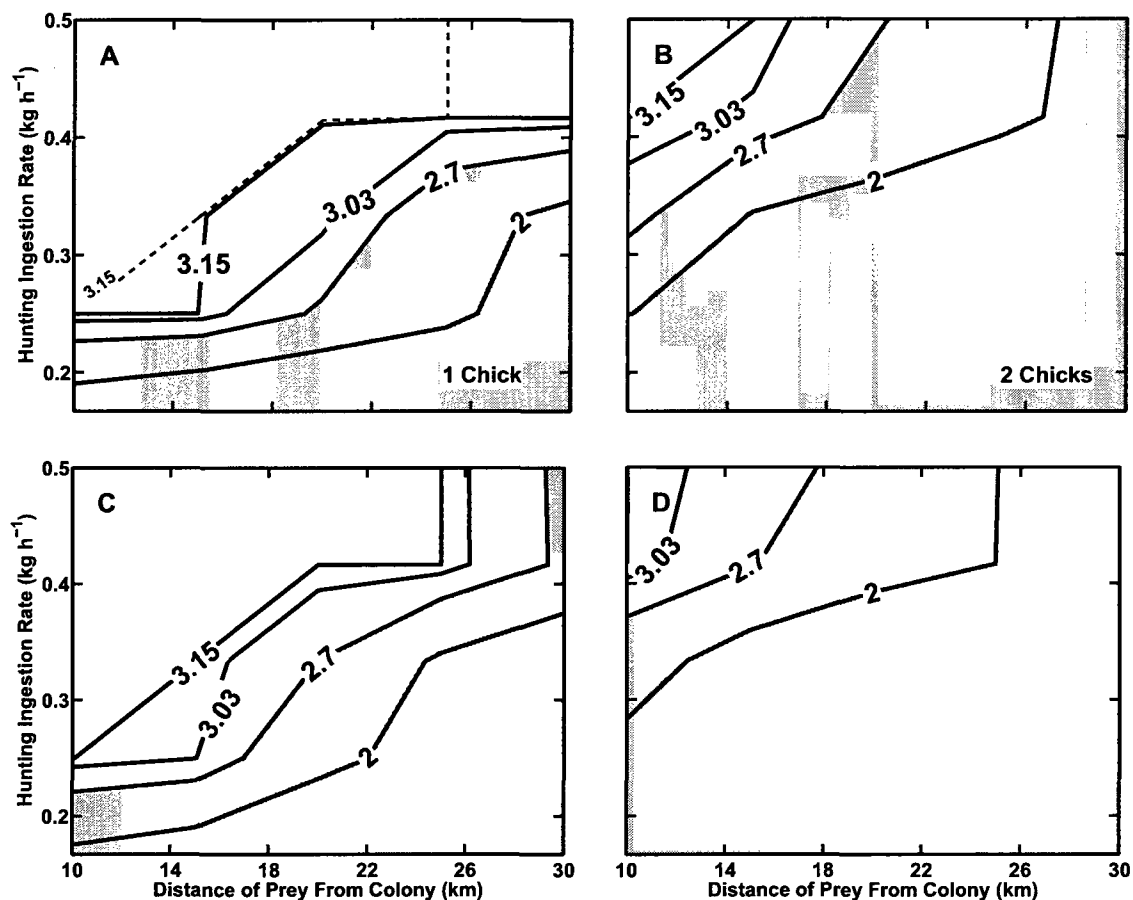 A
0.5
0.4
0.3
0.2
Hunting Ingestion Rate (kg h⁻¹)
3.15
3.15
3.03
2.7
2
1 Chick
B
3.15
3.03
2.7
2
2 Chicks
C
0.5
0.4
0.3
0.2
Hunting Ingestion Rate (kg h⁻¹)
3.15
3.03
2.7
2
10 14 18 22 26 30
Distance of Prey From Colony (km)
D
3.03
2.7
2
10 14 18 22 26 30
Distance of Prey From Colony (km)